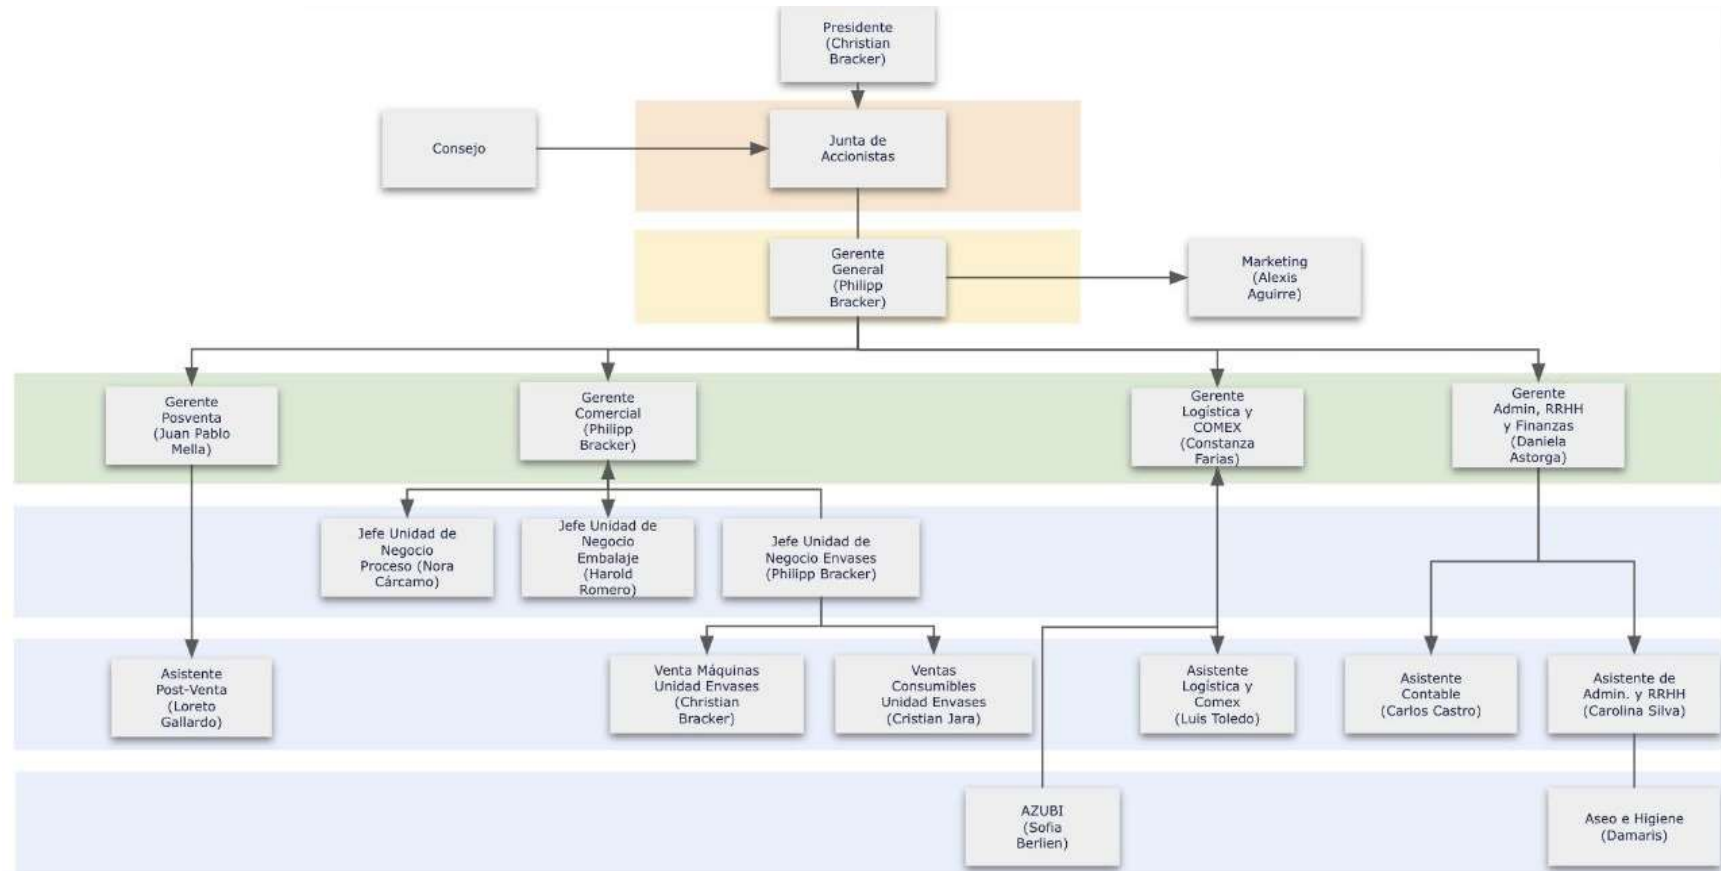 Presidente
(Christian
Bracker)
Consejo
Junta de
Accionistas
Gerente
General
(Philipp
Bracker)
Marketing
(Alexis
Aguirre)
Gerente
Posventa
(Juan Pablo
Mella)
Gerente
Comercial
(Philipp
Bracker)
Gerente
Logística y
COMEX
(Constanza
Farias)
Gerente
Admin, RRHH
y Finanzas
(Daniela
Astorga)
Jefe Unidad de
Negocio
Proceso (Nora
Cárcamo)
Jefe Unidad de
Negocio
Embalaje
(Harold
Romero)
Jefe Unidad de
Negocio Envases
(Philipp Bracker)
Asistente
Post-Venta
(Loreto
Gallardo)
Venta Máquinas
Unidad Envases
(Christian
Bracker)
Ventas
Consumibles
Unidad Envases
(Cristian Jara)
Asistente
Logística y
Comex
(Luis Toledo)
Asistente
Contable
(Carlos Castro)
Asistente de
Admin. y RRHH
(Carolina Silva)
AZUBI
(Sofia
Berlien)
Aseo e Higiene
(Damaris)